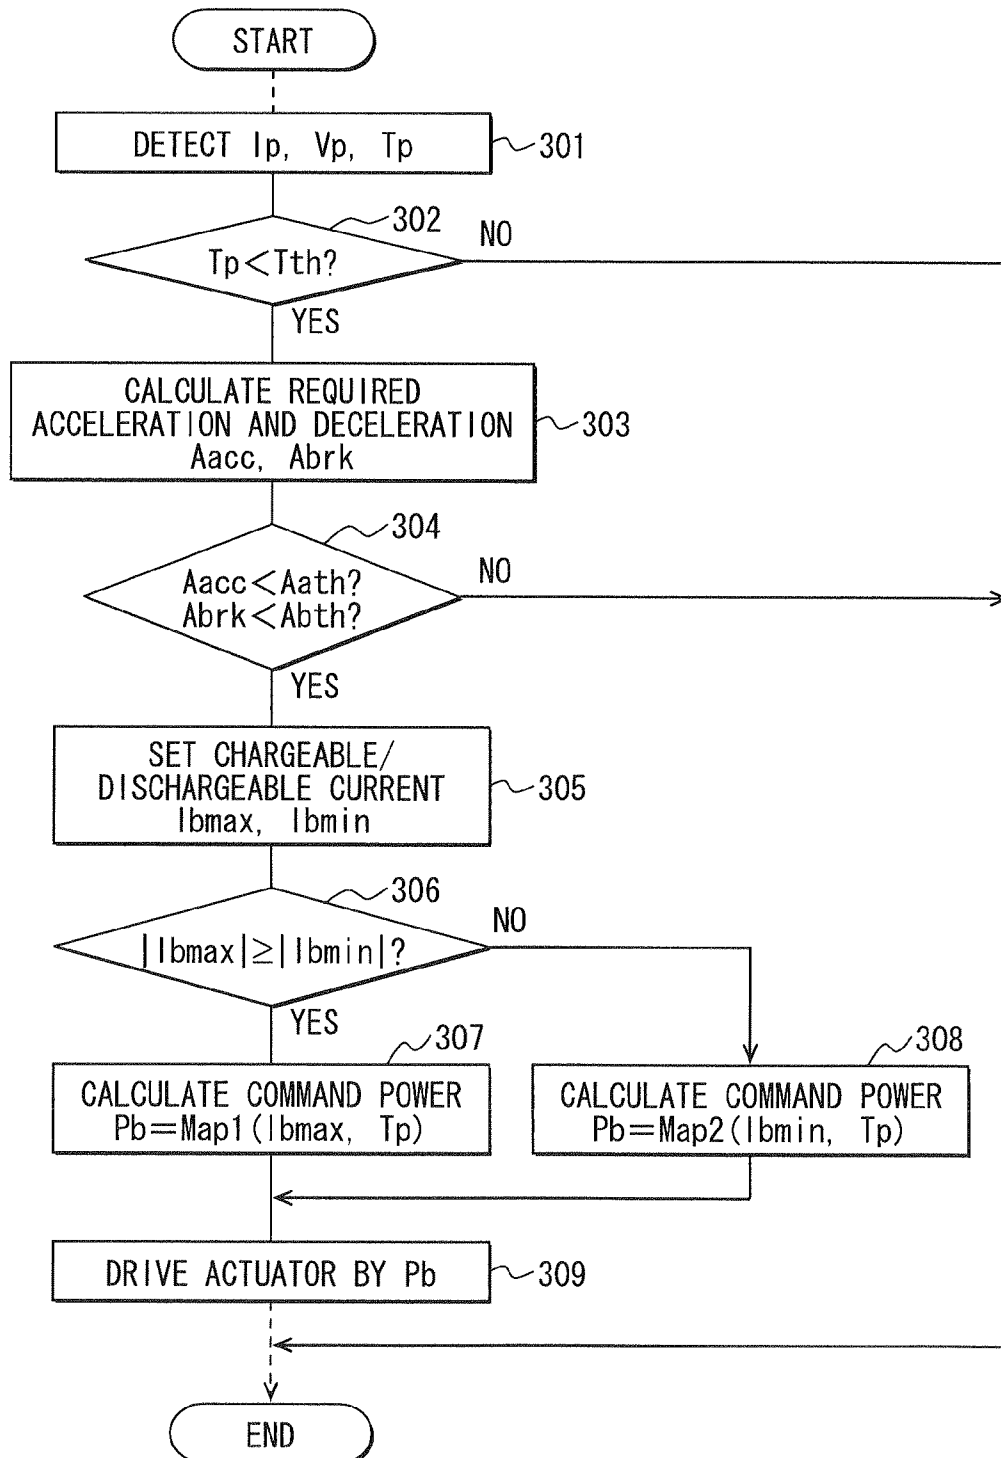 START
DETECT Ip, Vp, Tp
301
302
NO
Tp<Tth?
YES
CALCULATE REQUIRED
ACCELERATION AND DECELERATION
Aacc, Abrk
303
304
NO
Aacc<Aath?
Abrk<Abth?
YES
SET CHARGEABLE/
DISCHARGEABLE CURRENT
Ibmax, Ibmin
305
306
NO
|Ibmax|≥|Ibmin|?
YES
307
308
CALCULATE COMMAND POWER
Pb=Map1(Ibmax, Tp)
CALCULATE COMMAND POWER
Pb=Map2(Ibmin, Tp)
DRIVE ACTUATOR BY Pb
309
END